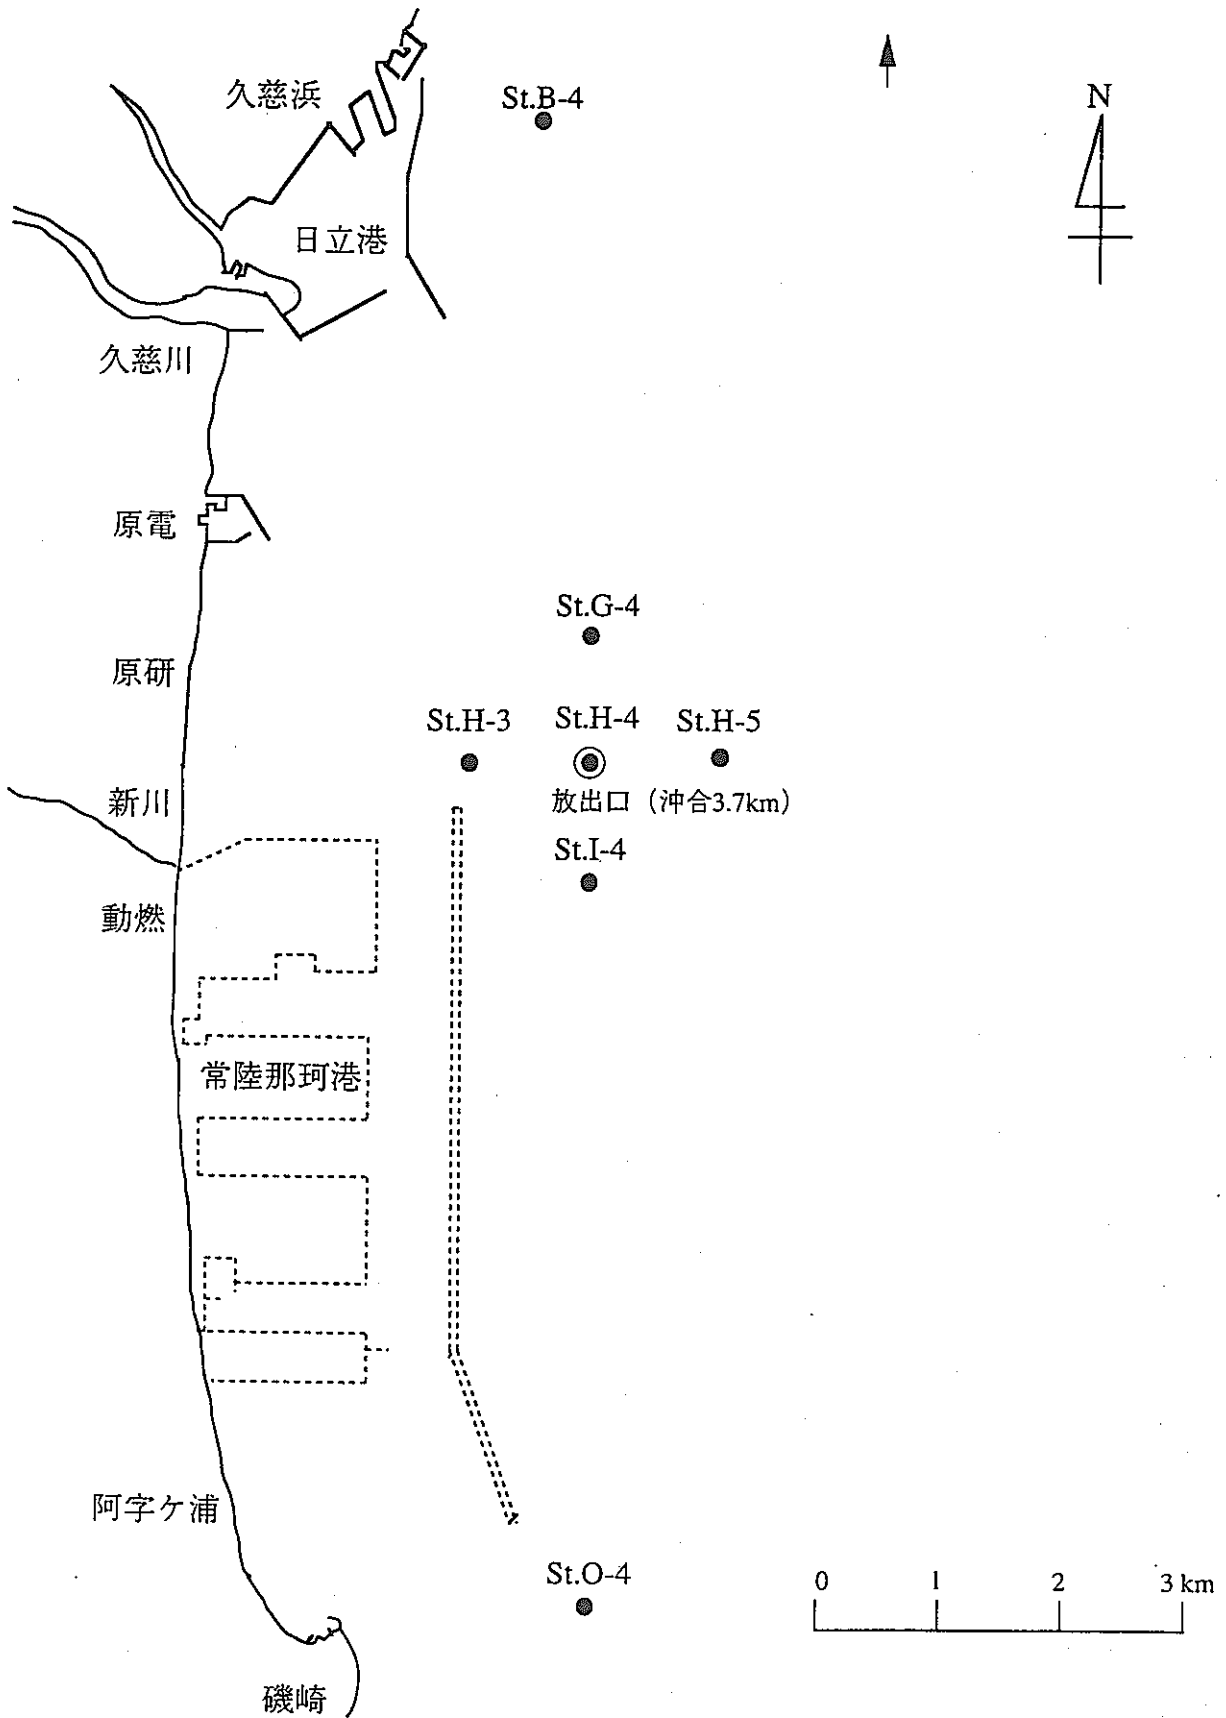 久慈浜
St.B-4
N
日立港
久慈川
原電
St.G-4
原研
St.H-3
St.H-4
St.H-5
新川
放出口（沖合3.7km）
St.I-4
動燃
常陸那珂港
阿字ケ浦
St.O-4
0 1 2 3 km
磯崎